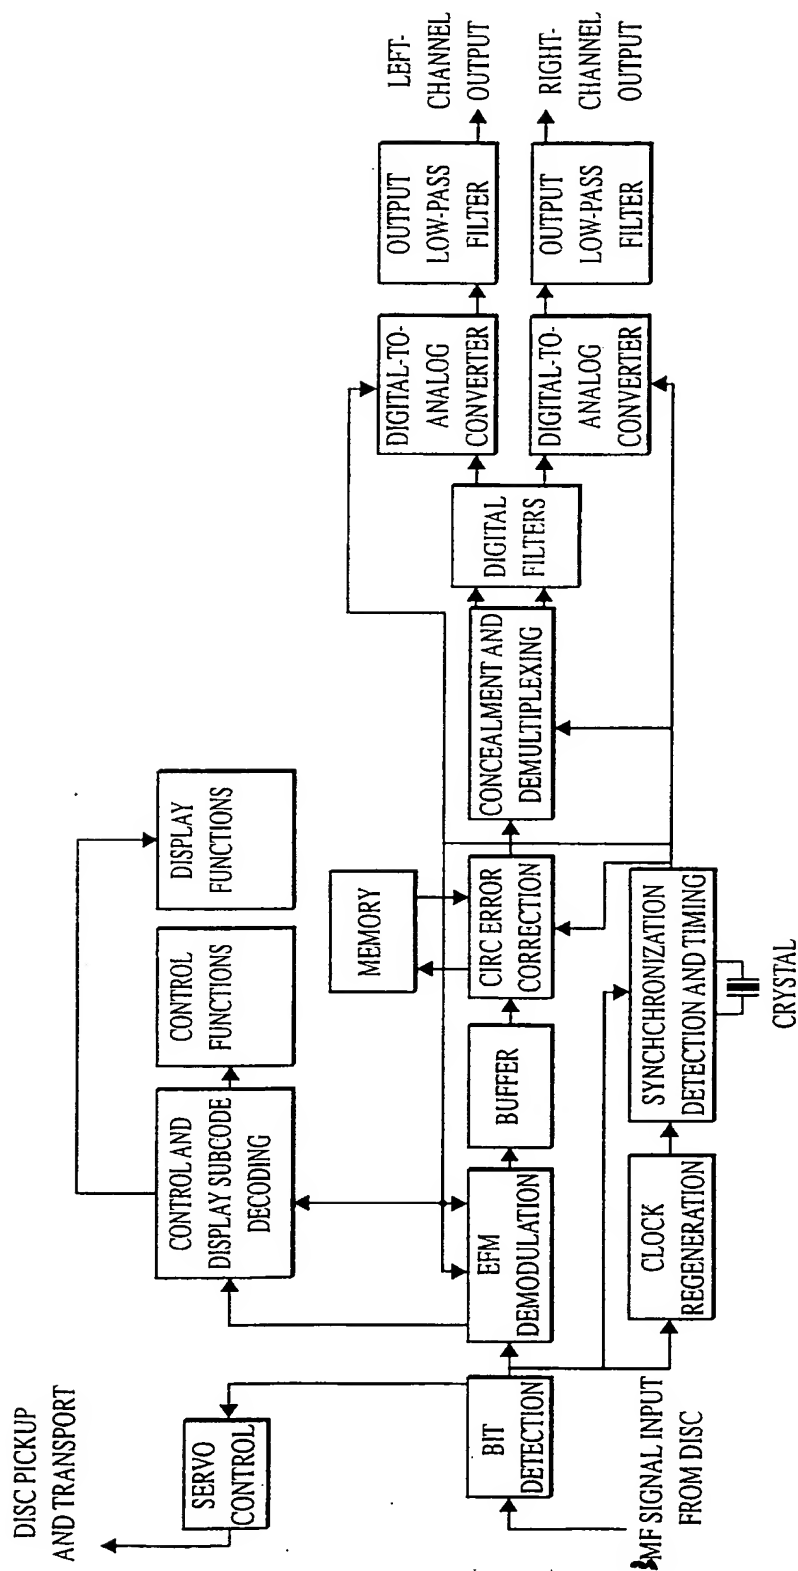 DISC PICKUP
AND TRANSPORT
SERVO
CONTROL
CONTROL AND
DISPLAY SUBCODE
DECODING
CONTROL
FUNCTIONS
DISPLAY
FUNCTIONS
MEMORY
BIT
DETECTION
EFM
DEMODULATION
BUFFER
CIRC ERROR
CORRECTION
CONCEALMENT AND
DEMULTIPLEXING
DIGITAL
FILTERS
DIGITAL-TO-
ANALOG
CONVERTER
OUTPUT
LOW-PASS
FILTER
LEFT-
CHANNEL
OUTPUT
DIGITAL-TO-
ANALOG
CONVERTER
OUTPUT
LOW-PASS
FILTER
RIGHT-
CHANNEL
OUTPUT
CLOCK
REGENERATION
SYNCHCHRONIZATION
DETECTION AND TIMING
CRYSTAL
SIGNAL INPUT
FROM DISC